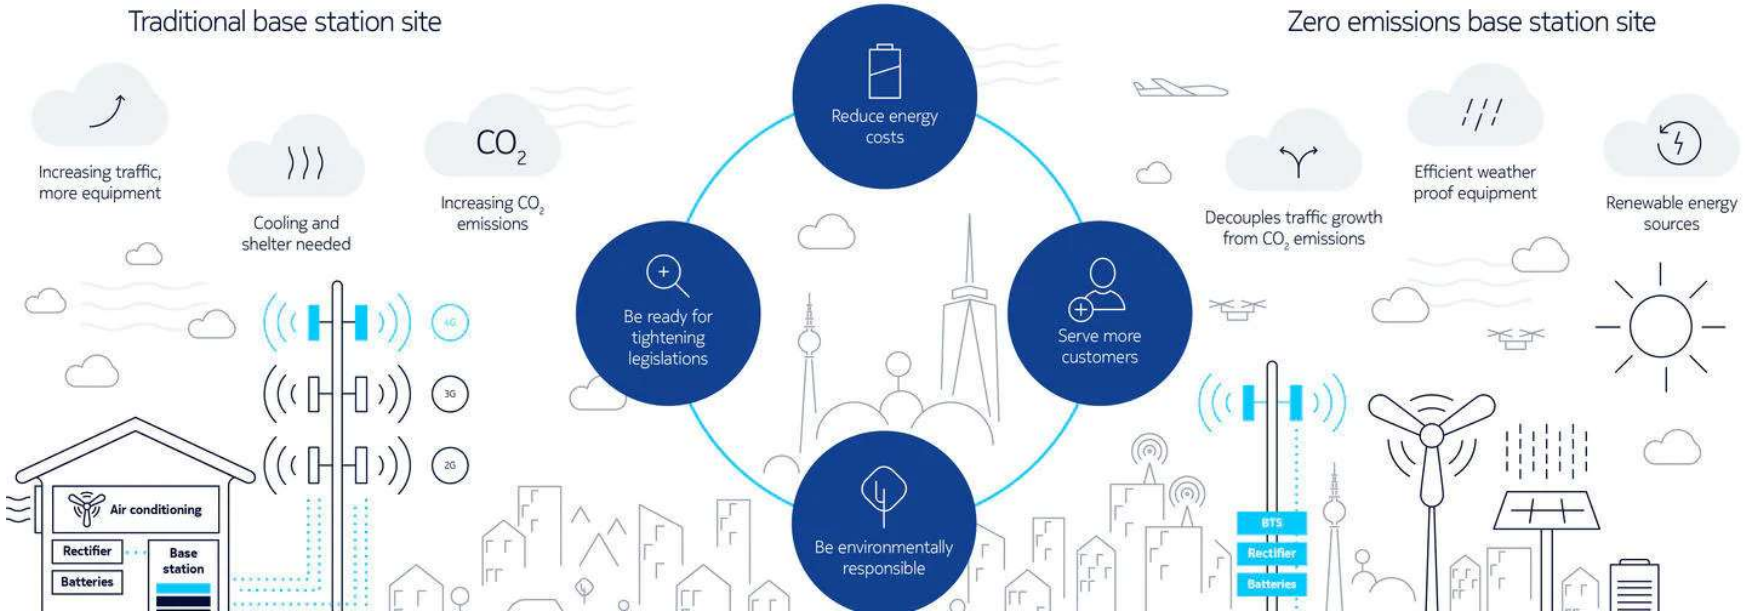 Traditional base station site
Zero emissions base station site
Increasing traffic,
more equipment
Cooling and
shelter needed
CO₂
Increasing CO₂
emissions
Reduce energy
costs
Be ready for
tightening
legislations
Serve more
customers
Be environmentally
responsible
Decouples traffic growth
from CO₂ emissions
Efficient weather
proof equipment
Renewable energy
sources
4G
3G
2G
Air conditioning
Rectifier
Batteries
Base
station
BTS
Rectifier
Batteries